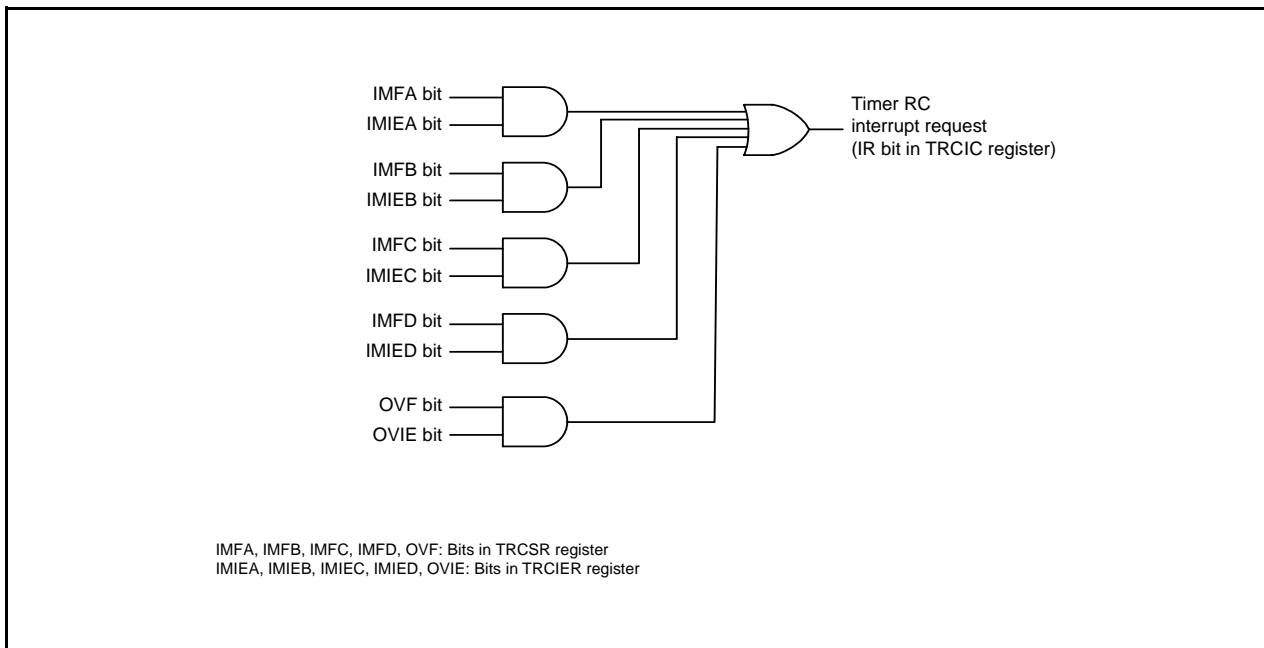 IMFA bit
IMIEA bit
IMFB bit
IMIEB bit
IMFC bit
IMIEC bit
IMFD bit
IMIED bit
OVF bit
OVIE bit
Timer RC
interrupt request
(IR bit in TRCIC register)
IMFA, IMFB, IMFC, IMFD, OVF: Bits in TRCSR register
IMIEA, IMIEB, IMIEC, IMIED, OVIE: Bits in TRCIER register